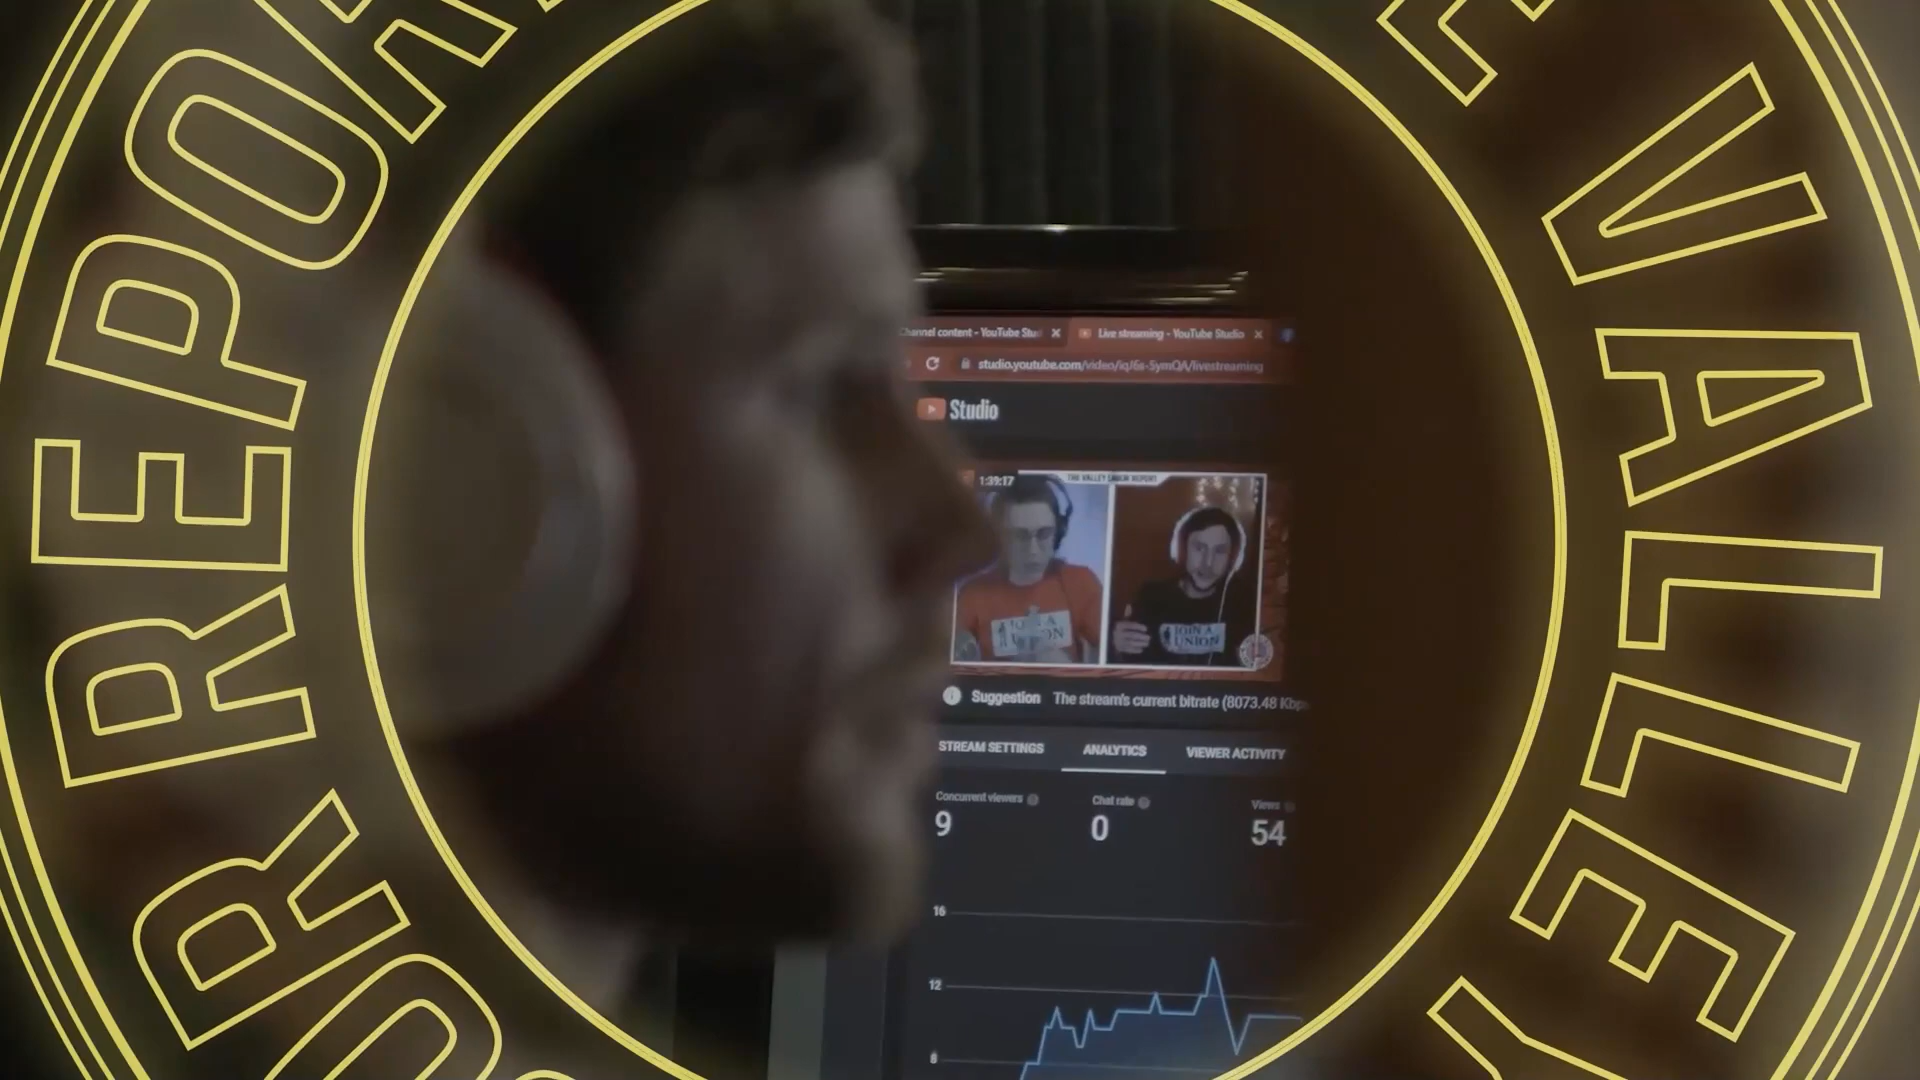 VALLEY
UR REPOR
Channel content - YouTube Stu
Live streaming - YouTube Studio
studio.youtube.com/video/iqJ6s-5ymQA/livestreaming
Studio
1:39:17
THE VALLEY LABOR REPORT
JOIN A
UNION
JOIN A
UNION
Suggestion The stream's current bitrate (8073.48 Kbp
STREAM SETTINGS ANALYTICS VIEWER ACTIVITY
Concurrent viewers Chat rate Views
9 0 54
16
12
8